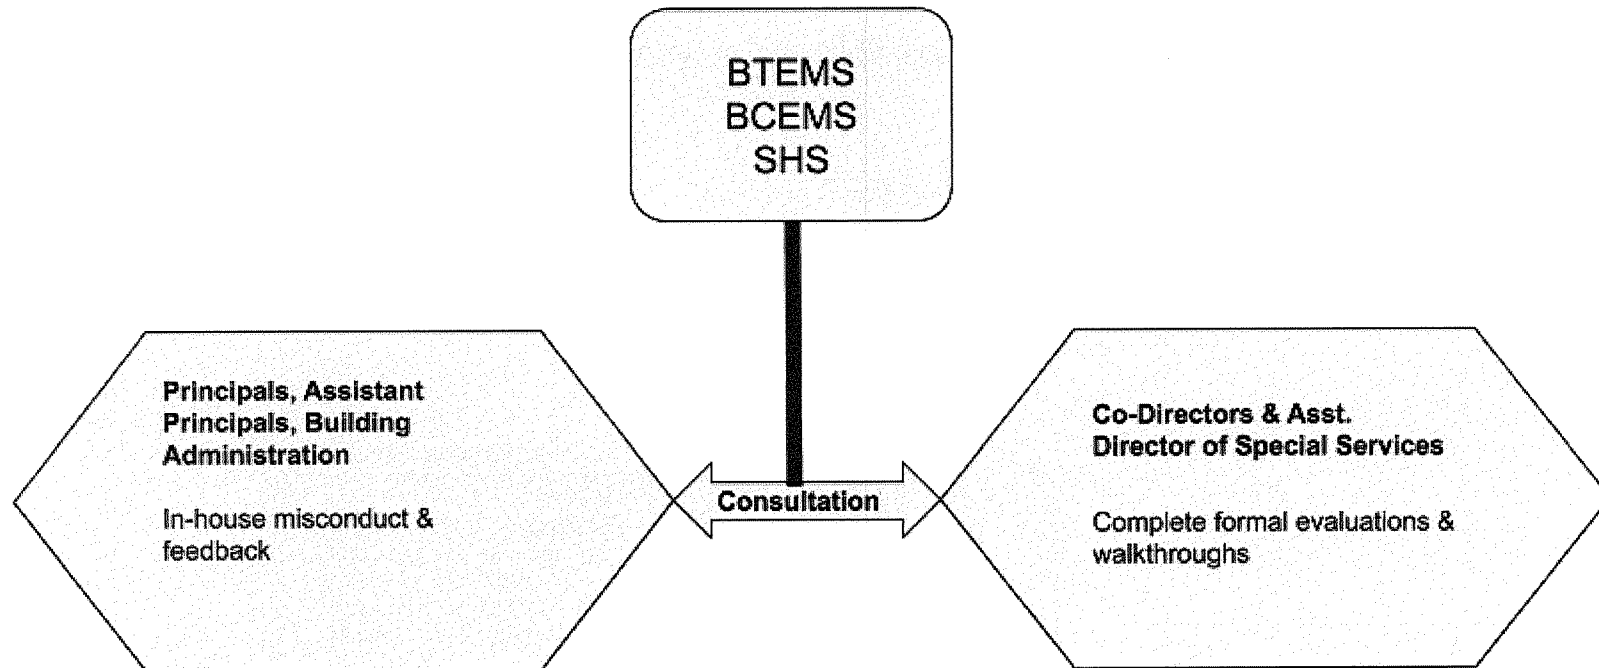 BTEMS
BCEMS
SHS
Principals, Assistant
Principals, Building
Administration
In-house misconduct &
feedback
Consultation
Co-Directors & Asst.
Director of Special Services
Complete formal evaluations &
walkthroughs